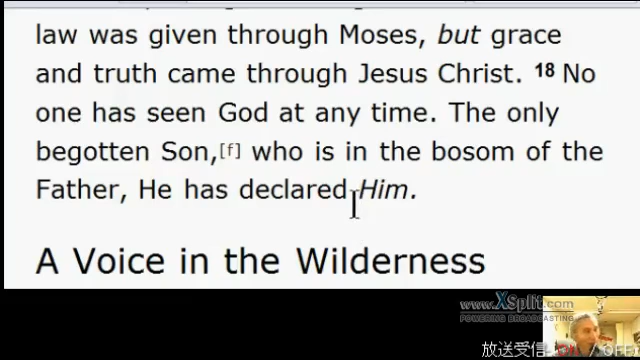 law was given through Moses, but grace
and truth came through Jesus Christ. 18 No
one has seen God at any time. The only
begotten Son,[f] who is in the bosom of the
Father, He has declared Him.
A Voice in the Wilderness
www.XSplit.com
POWERING BROADCASTING
放送受信